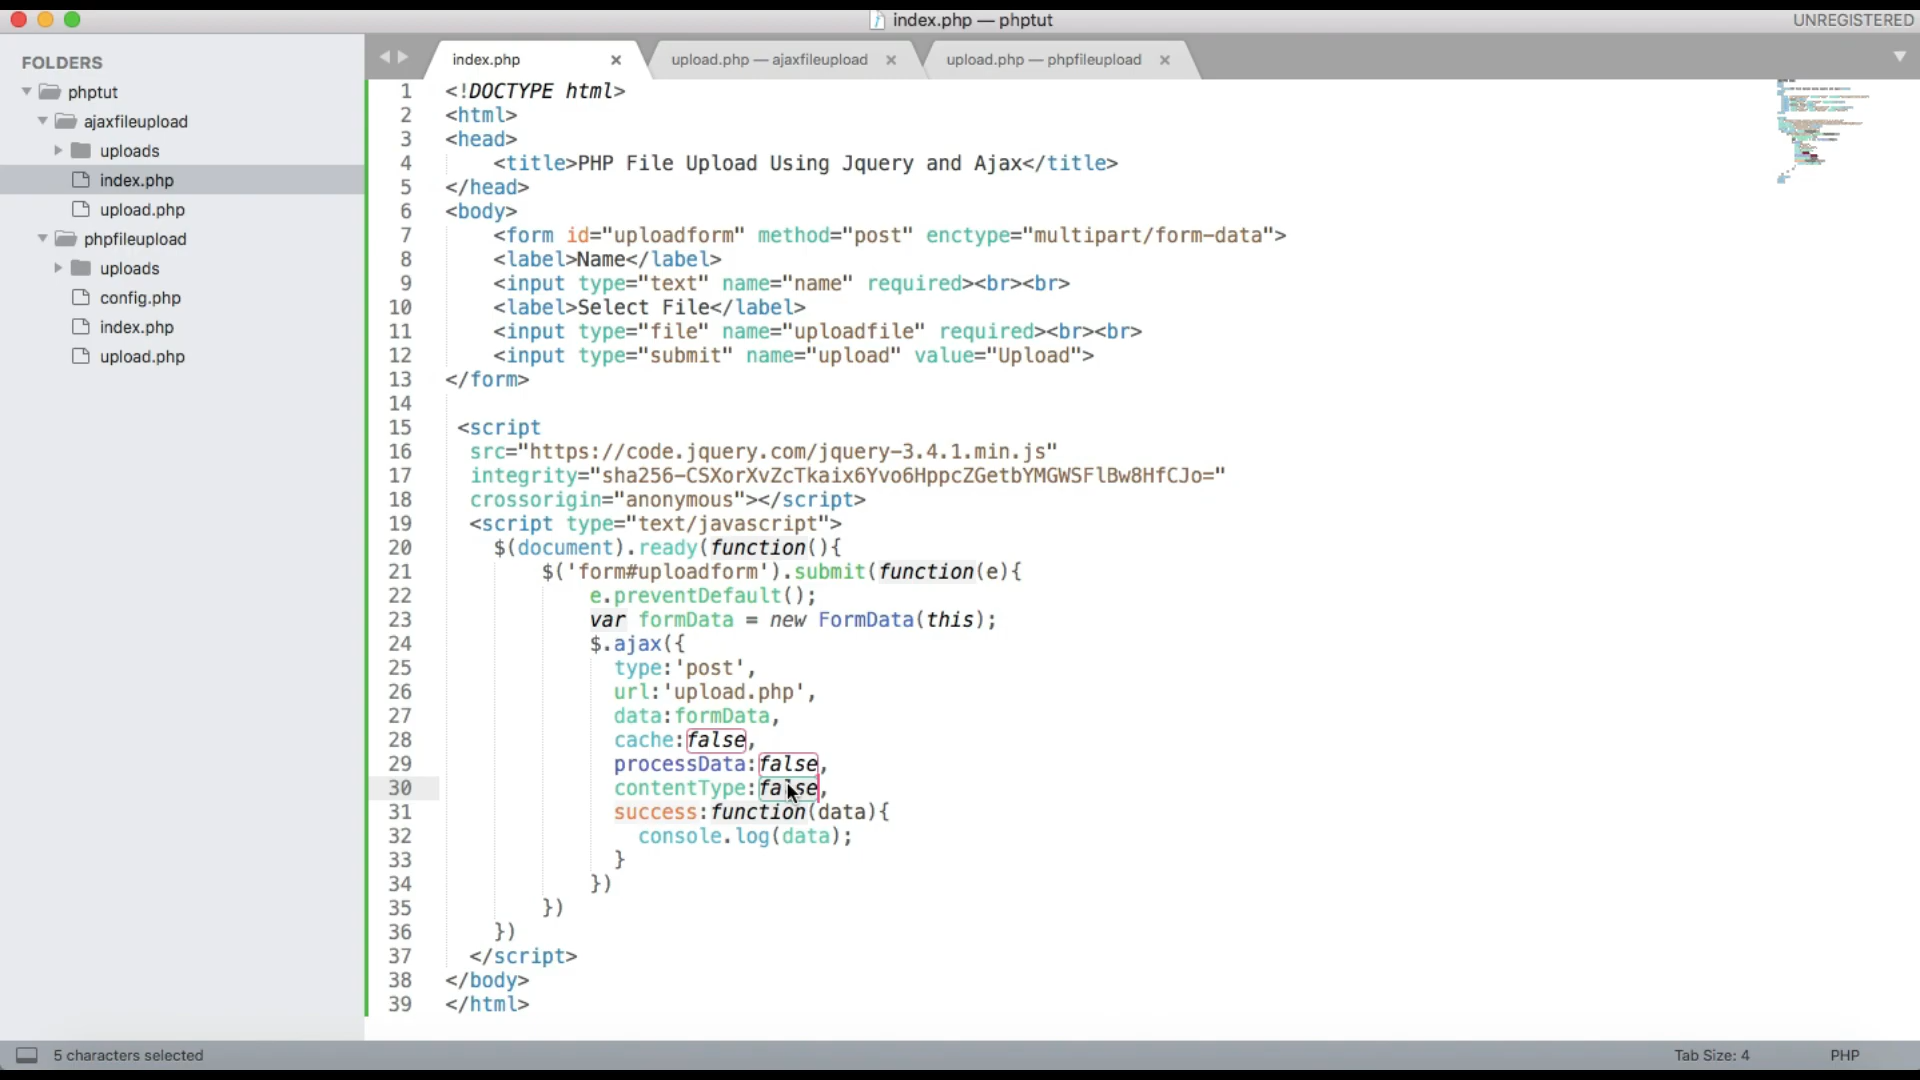 index.php — phptut
UNREGISTERED
FOLDERS
phptut
ajaxfileupload
uploads
index.php
upload.php
phpfileupload
uploads
config.php
index.php
upload.php
index.php ×
upload.php — ajaxfileupload ×
upload.php — phpfileupload ×
1 <!DOCTYPE html>
2 <html>
3 <head>
4 <title>PHP File Upload Using Jquery and Ajax</title>
5 </head>
6 <body>
7 <form id="uploadform" method="post" enctype="multipart/form-data">
8 <label>Name</label>
9 <input type="text" name="name" required><br><br>
10 <label>Select File</label>
11 <input type="file" name="uploadfile" required><br><br>
12 <input type="submit" name="upload" value="Upload">
13 </form>
14
15 <script
16 src="https://code.jquery.com/jquery-3.4.1.min.js"
17 integrity="sha256-CSXorXvZcTkaix6Yvo6HppcZGetbYMGWSFlBw8HfCJo="
18 crossorigin="anonymous"></script>
19 <script type="text/javascript">
20 $(document).ready(function(){
21 $('form#uploadform').submit(function(e){
22 e.preventDefault();
23 var formData = new FormData(this);
24 $.ajax({
25 type:'post',
26 url:'upload.php',
27 data:formData,
28 cache:false,
29 processData:false,
30 contentType:false,
31 success:function(data){
32 console.log(data);
33 }
34 })
35 })
36 })
37 </script>
38 </body>
39 </html>
5 characters selected
Tab Size: 4
PHP